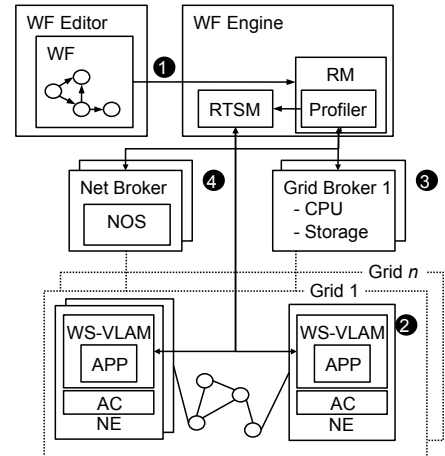 WF Editor
WF
1
WF Engine
RM
RTSM
Profiler
Net Broker
NOS
4
Grid Broker 1
- CPU
- Storage
3
Grid n
Grid 1
WS-VLAM
APP
AC
NE
WS-VLAM
APP
AC
NE
2